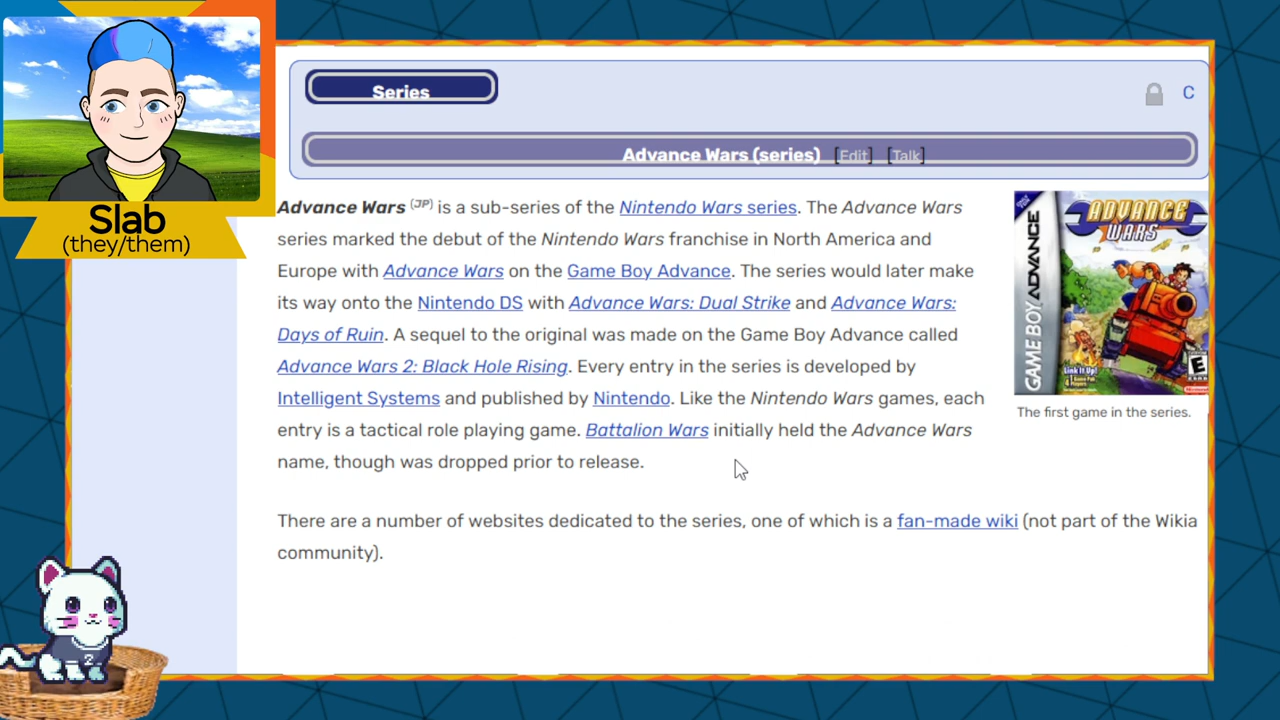 Series
C
Advance Wars (series) [Edit] [Talk]
Slab
(they/them)
Advance Wars (JP) is a sub-series of the Nintendo Wars series. The Advance Wars
series marked the debut of the Nintendo Wars franchise in North America and
Europe with Advance Wars on the Game Boy Advance. The series would later make
its way onto the Nintendo DS with Advance Wars: Dual Strike and Advance Wars:
Days of Ruin. A sequel to the original was made on the Game Boy Advance called
Advance Wars 2: Black Hole Rising. Every entry in the series is developed by
Intelligent Systems and published by Nintendo. Like the Nintendo Wars games, each
entry is a tactical role playing game. Battalion Wars initially held the Advance Wars
name, though was dropped prior to release.
GAME BOY ADVANCE
ADVANCE
WARS
Link It Up!
E
The first game in the series.
There are a number of websites dedicated to the series, one of which is a fan-made wiki (not part of the Wikia
community).
2